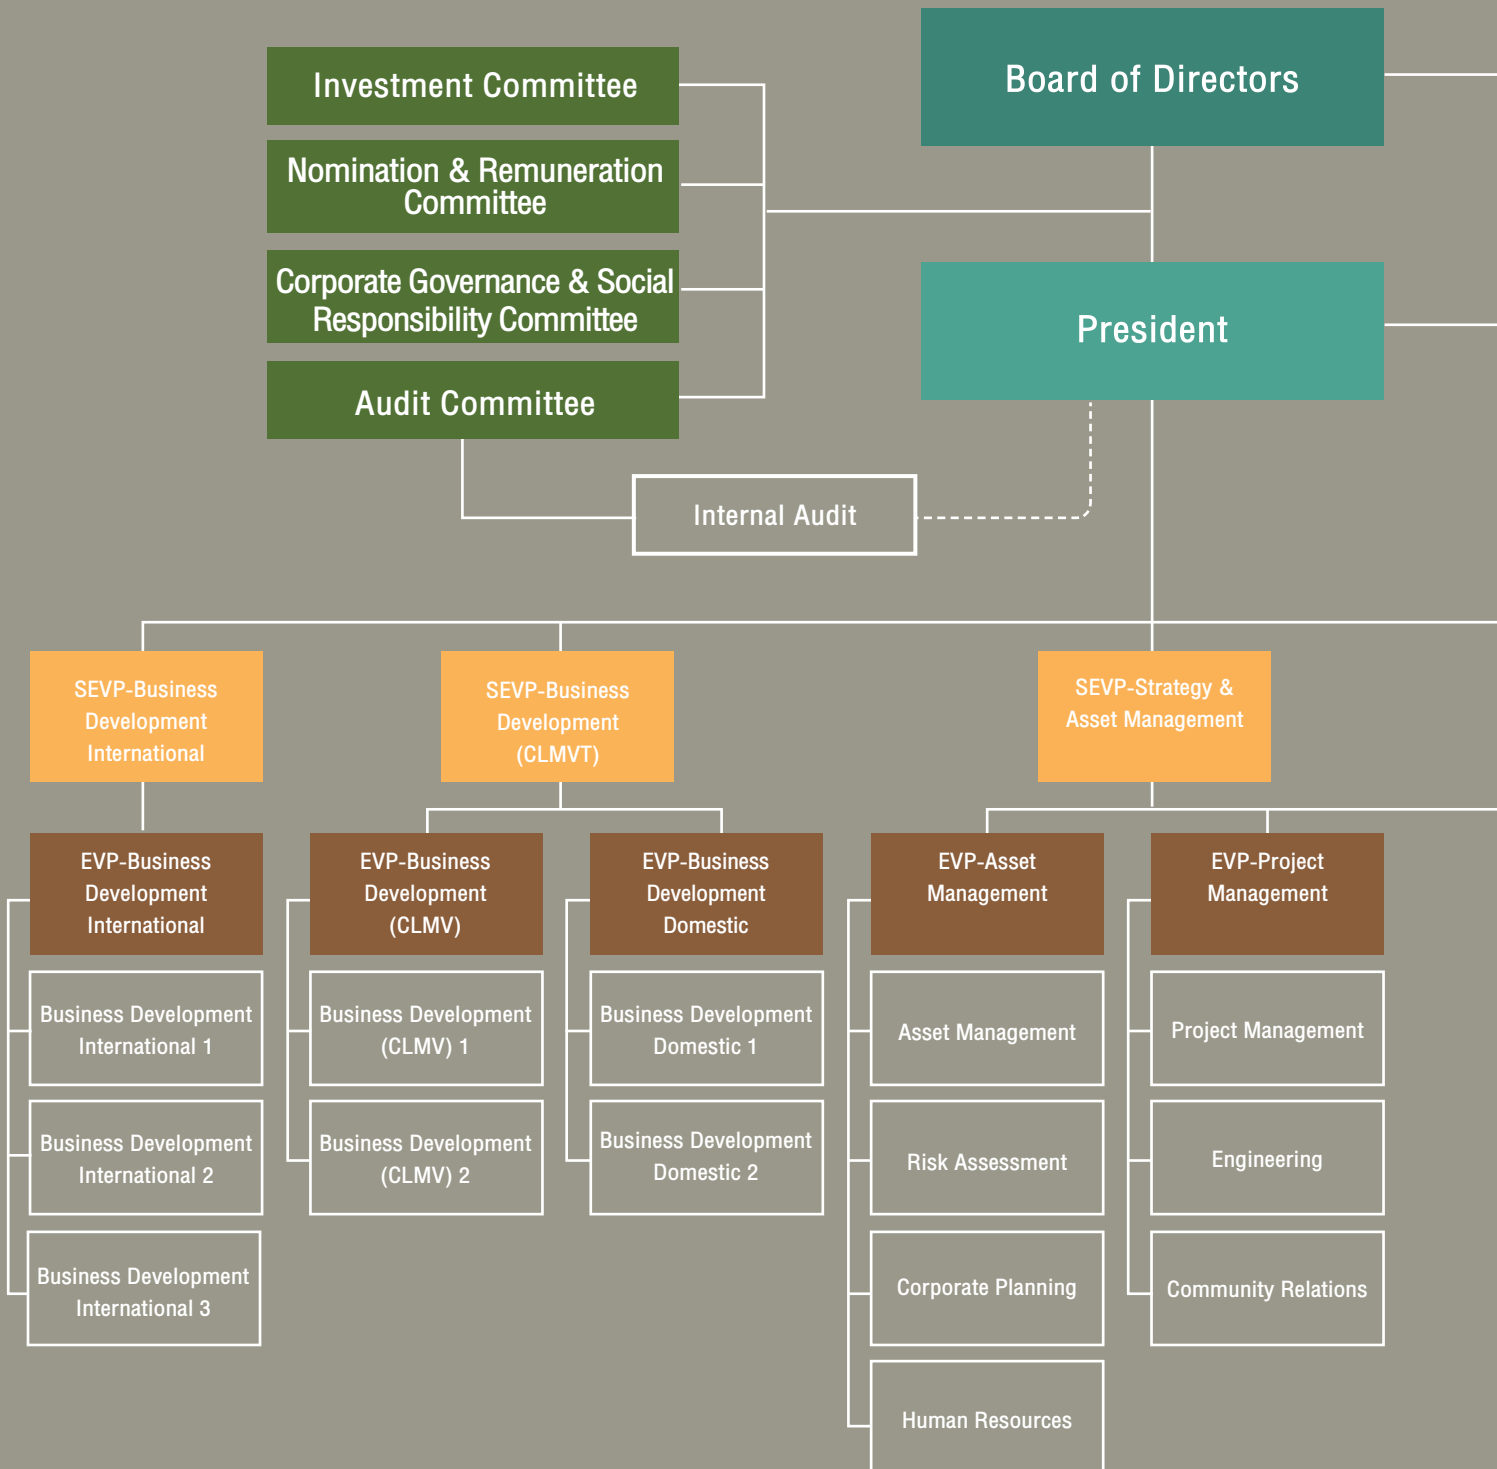 Board of Directors
Investment Committee
Nomination & Remuneration
Committee
Corporate Governance & Social
Responsibility Committee
President
Audit Committee
Internal Audit
SEVP-Business
Development
International
SEVP-Business
Development
(CLMVT)
SEVP-Strategy &
Asset Management
EVP-Business
Development
International
EVP-Business
Development
(CLMV)
EVP-Business
Development
Domestic
EVP-Asset
Management
EVP-Project
Management
Business Development
International 1
Business Development
(CLMV) 1
Business Development
Domestic 1
Asset Management
Project Management
Business Development
International 2
Business Development
(CLMV) 2
Business Development
Domestic 2
Risk Assessment
Engineering
Business Development
International 3
Corporate Planning
Community Relations
Human Resources